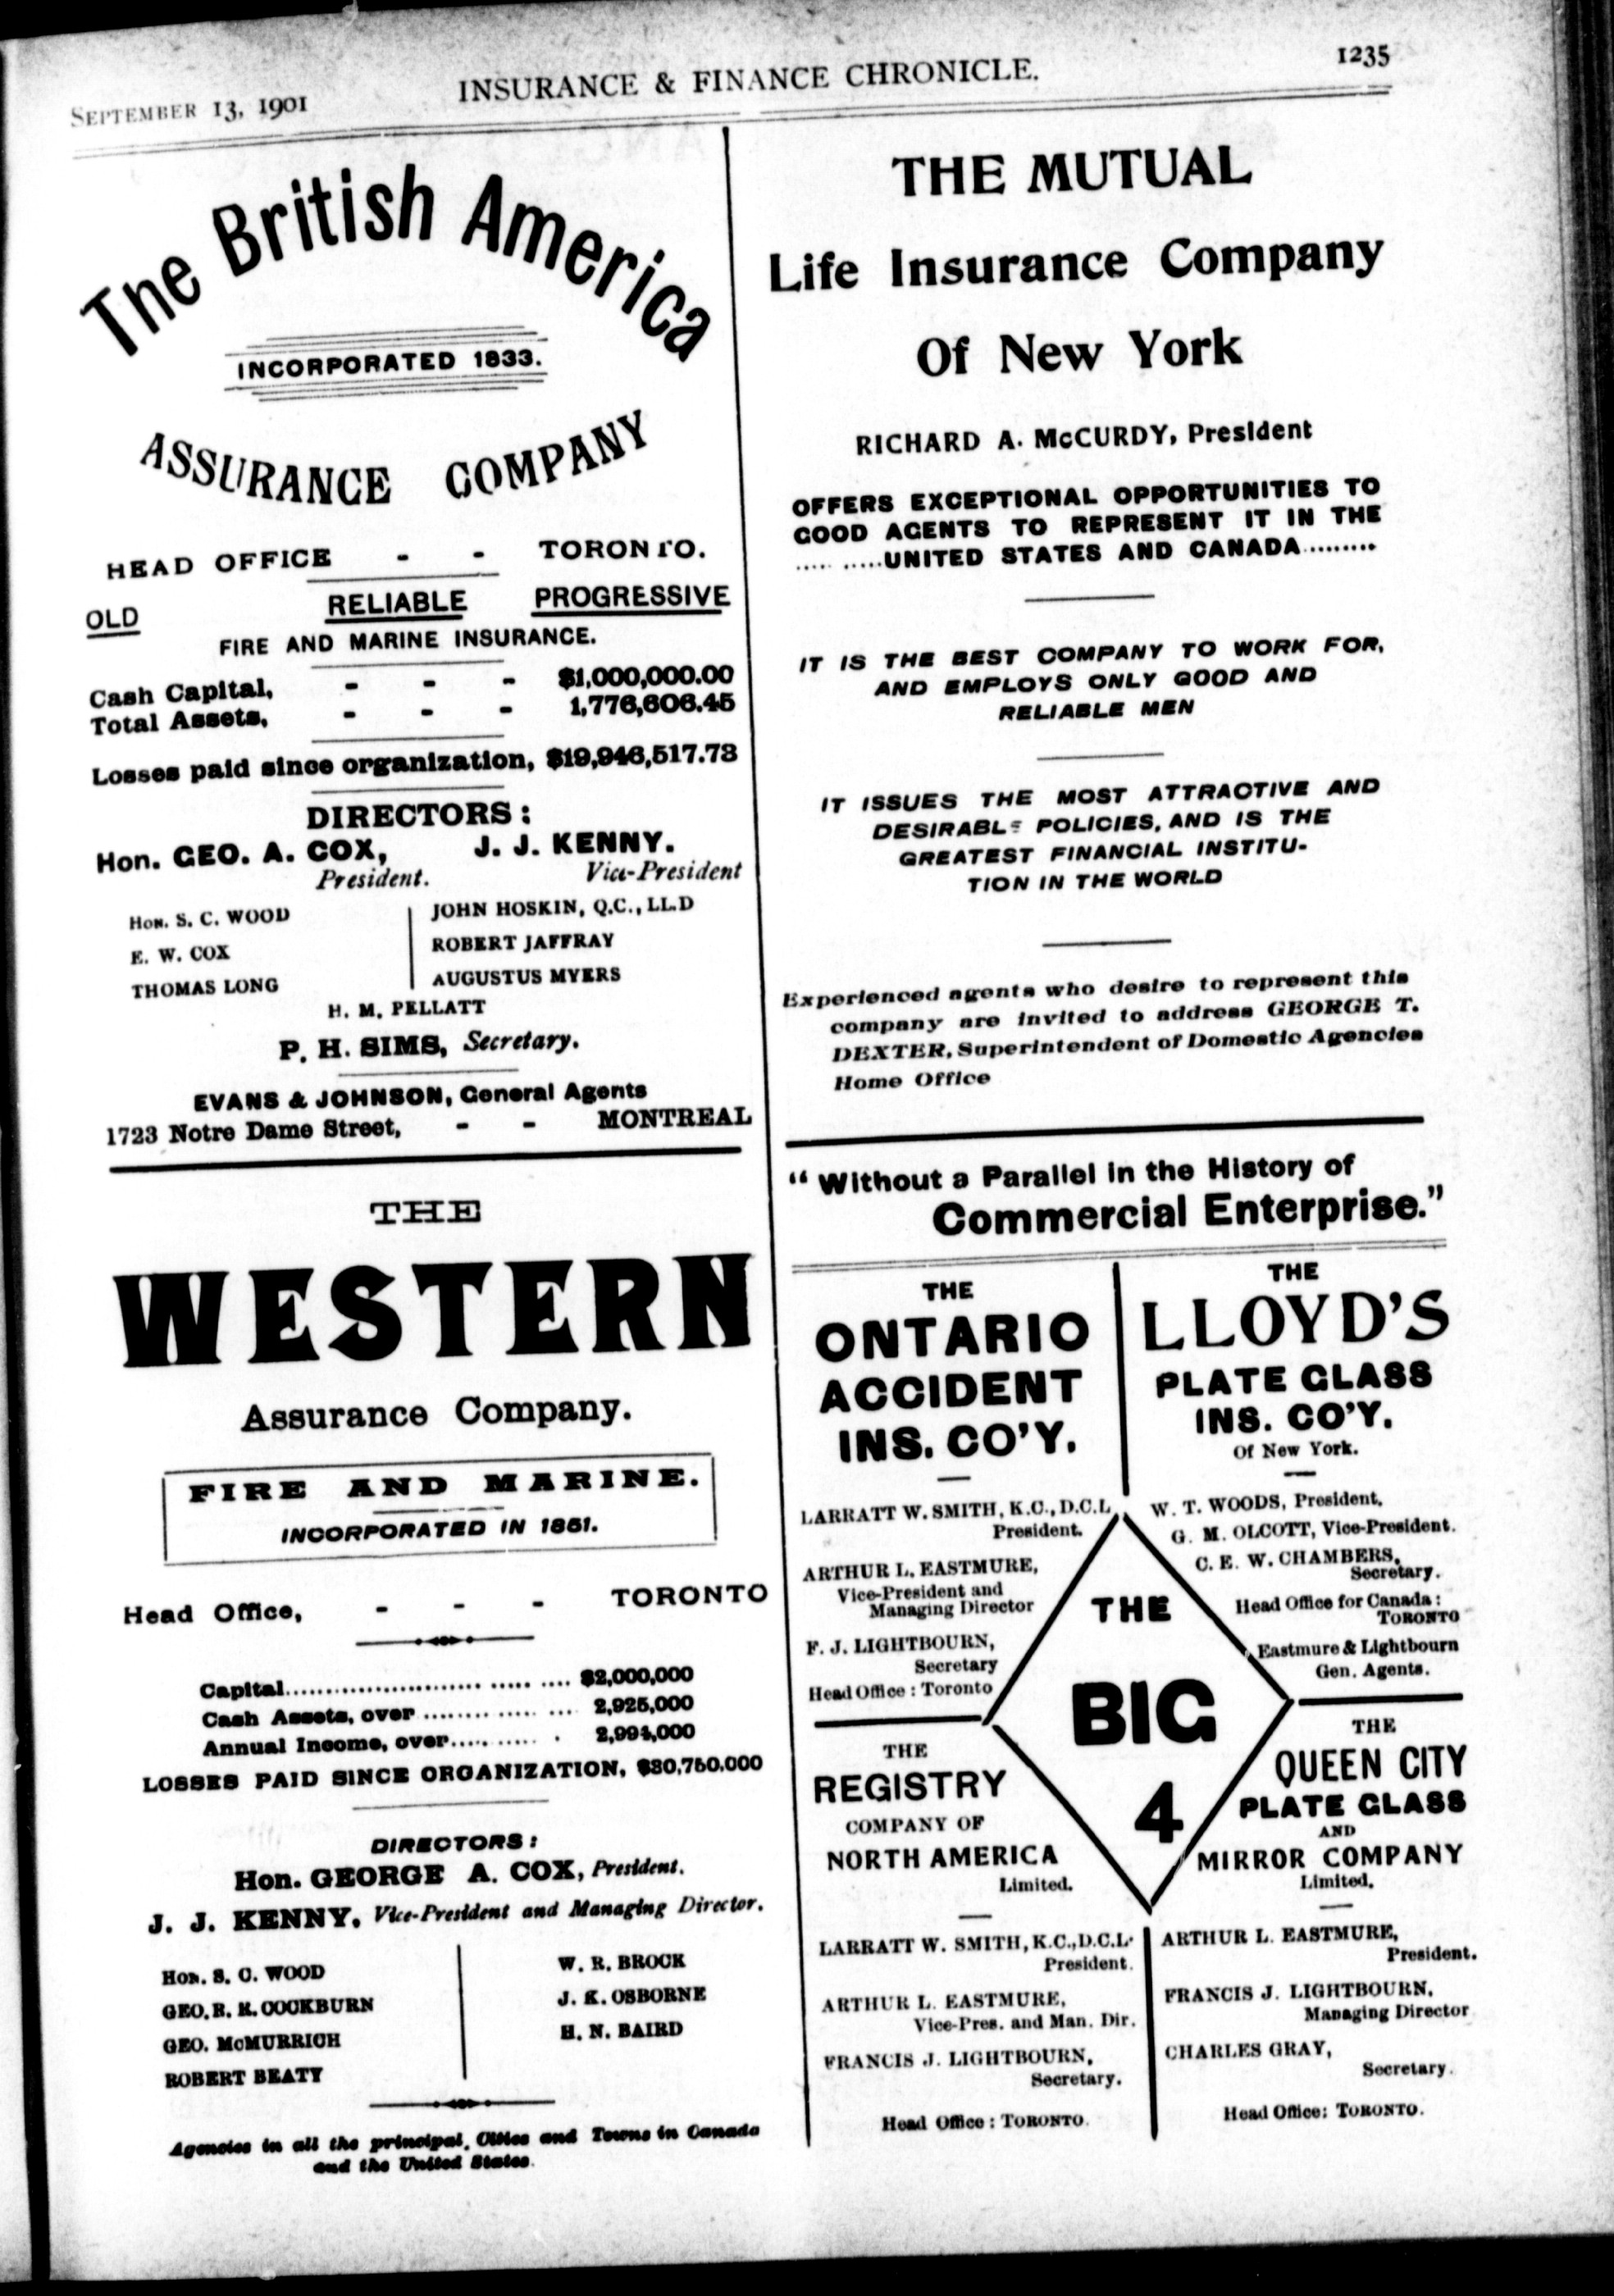 SEPTEMBER 13, 1901
INSURANCE & FINANCE CHRONICLE.
1235
The British America
INCORPORATED 1833.
ASSURANCE COMPANY
HEAD OFFICE - - TORONTO.
OLD RELIABLE PROGRESSIVE
FIRE AND MARINE INSURANCE.
Cash Capital, - - - $1,000,000.00
Total Assets, - - - 1,776,606.45
Losses paid since organization, $19,946,517.73
DIRECTORS:
Hon. GEO. A. COX, J. J. KENNY.
President. Vice-President
HON. S. C. WOOD
E. W. COX
THOMAS LONG
JOHN HOSKIN, Q.C., LL.D
ROBERT JAFFRAY
AUGUSTUS MYERS
H. M. PELLATT
P. H. SIMS, Secretary.
EVANS & JOHNSON, General Agents
1723 Notre Dame Street, - - MONTREAL
THE
WESTERN
Assurance Company.
FIRE AND MARINE.
INCORPORATED IN 1851.
Head Office, - - - TORONTO
Capital.................................... $2,000,000
Cash Assets, over .................... 2,925,000
Annual Income, over............... 2,994,000
LOSSES PAID SINCE ORGANIZATION, $30,750,000
DIRECTORS:
Hon. GEORGE A. COX, President.
J. J. KENNY, Vice-President and Managing Director.
HON. S. C. WOOD
GEO. R. R. COCKBURN
GEO. McMURRICH
ROBERT BEATY
W. R. BROCK
J. K. OSBORNE
H. N. BAIRD
Agencies in all the principal, Cities and Towns in Canada
and the United States.
THE MUTUAL
Life Insurance Company
Of New York
RICHARD A. McCURDY, President
OFFERS EXCEPTIONAL OPPORTUNITIES TO
GOOD AGENTS TO REPRESENT IT IN THE
..... .....UNITED STATES AND CANADA.........
IT IS THE BEST COMPANY TO WORK FOR,
AND EMPLOYS ONLY GOOD AND
RELIABLE MEN
IT ISSUES THE MOST ATTRACTIVE AND
DESIRABLE POLICIES, AND IS THE
GREATEST FINANCIAL INSTITU-
TION IN THE WORLD
Experienced agents who desire to represent this
company are invited to address GEORGE T.
DEXTER, Superintendent of Domestic Agencies
Home Office
"Without a Parallel in the History of
Commercial Enterprise."
THE
ONTARIO
ACCIDENT
INS. CO'Y.
LARRATT W. SMITH, K.C., D.C.L
President.
ARTHUR L. EASTMURE,
Vice-President and
Managing Director
F. J. LIGHTBOURN,
Secretary
Head Office : Toronto
THE
LLOYD'S
PLATE GLASS
INS. CO'Y.
Of New York.
W. T. WOODS, President.
G. M. OLCOTT, Vice-President.
C. E. W. CHAMBERS,
Secretary.
Head Office for Canada :
TORONTO
Eastmure & Lightbourn
Gen. Agents.
THE
BIG
4
THE
REGISTRY
COMPANY OF
NORTH AMERICA
Limited.
LARRATT W. SMITH, K.C., D.C.L.
President.
ARTHUR L. EASTMURE,
Vice-Pres. and Man. Dir.
FRANCIS J. LIGHTBOURN,
Secretary.
Head Office : TORONTO.
THE
QUEEN CITY
PLATE GLASS
AND
MIRROR COMPANY
Limited.
ARTHUR L. EASTMURE,
President.
FRANCIS J. LIGHTBOURN,
Managing Director
CHARLES GRAY,
Secretary.
Head Office: TORONTO.